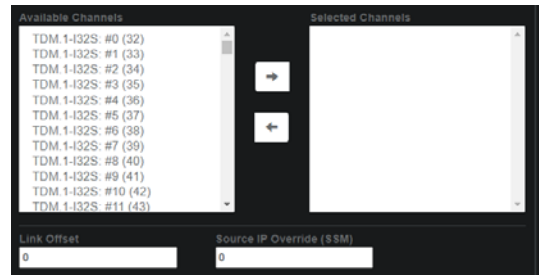 Available Channels
Selected Channels
TDM.1-I32S: #0 (32)
TDM.1-I32S: #1 (33)
TDM.1-I32S: #2 (34)
TDM.1-I32S: #3 (35)
TDM.1-I32S: #4 (36)
TDM.1-I32S: #5 (37)
TDM.1-I32S: #6 (38)
TDM.1-I32S: #7 (39)
TDM.1-I32S: #8 (40)
TDM.1-I32S: #9 (41)
TDM.1-I32S: #10 (42)
TDM.1-I32S: #11 (43)
Link Offset
Source IP Override (SSM)
0
0